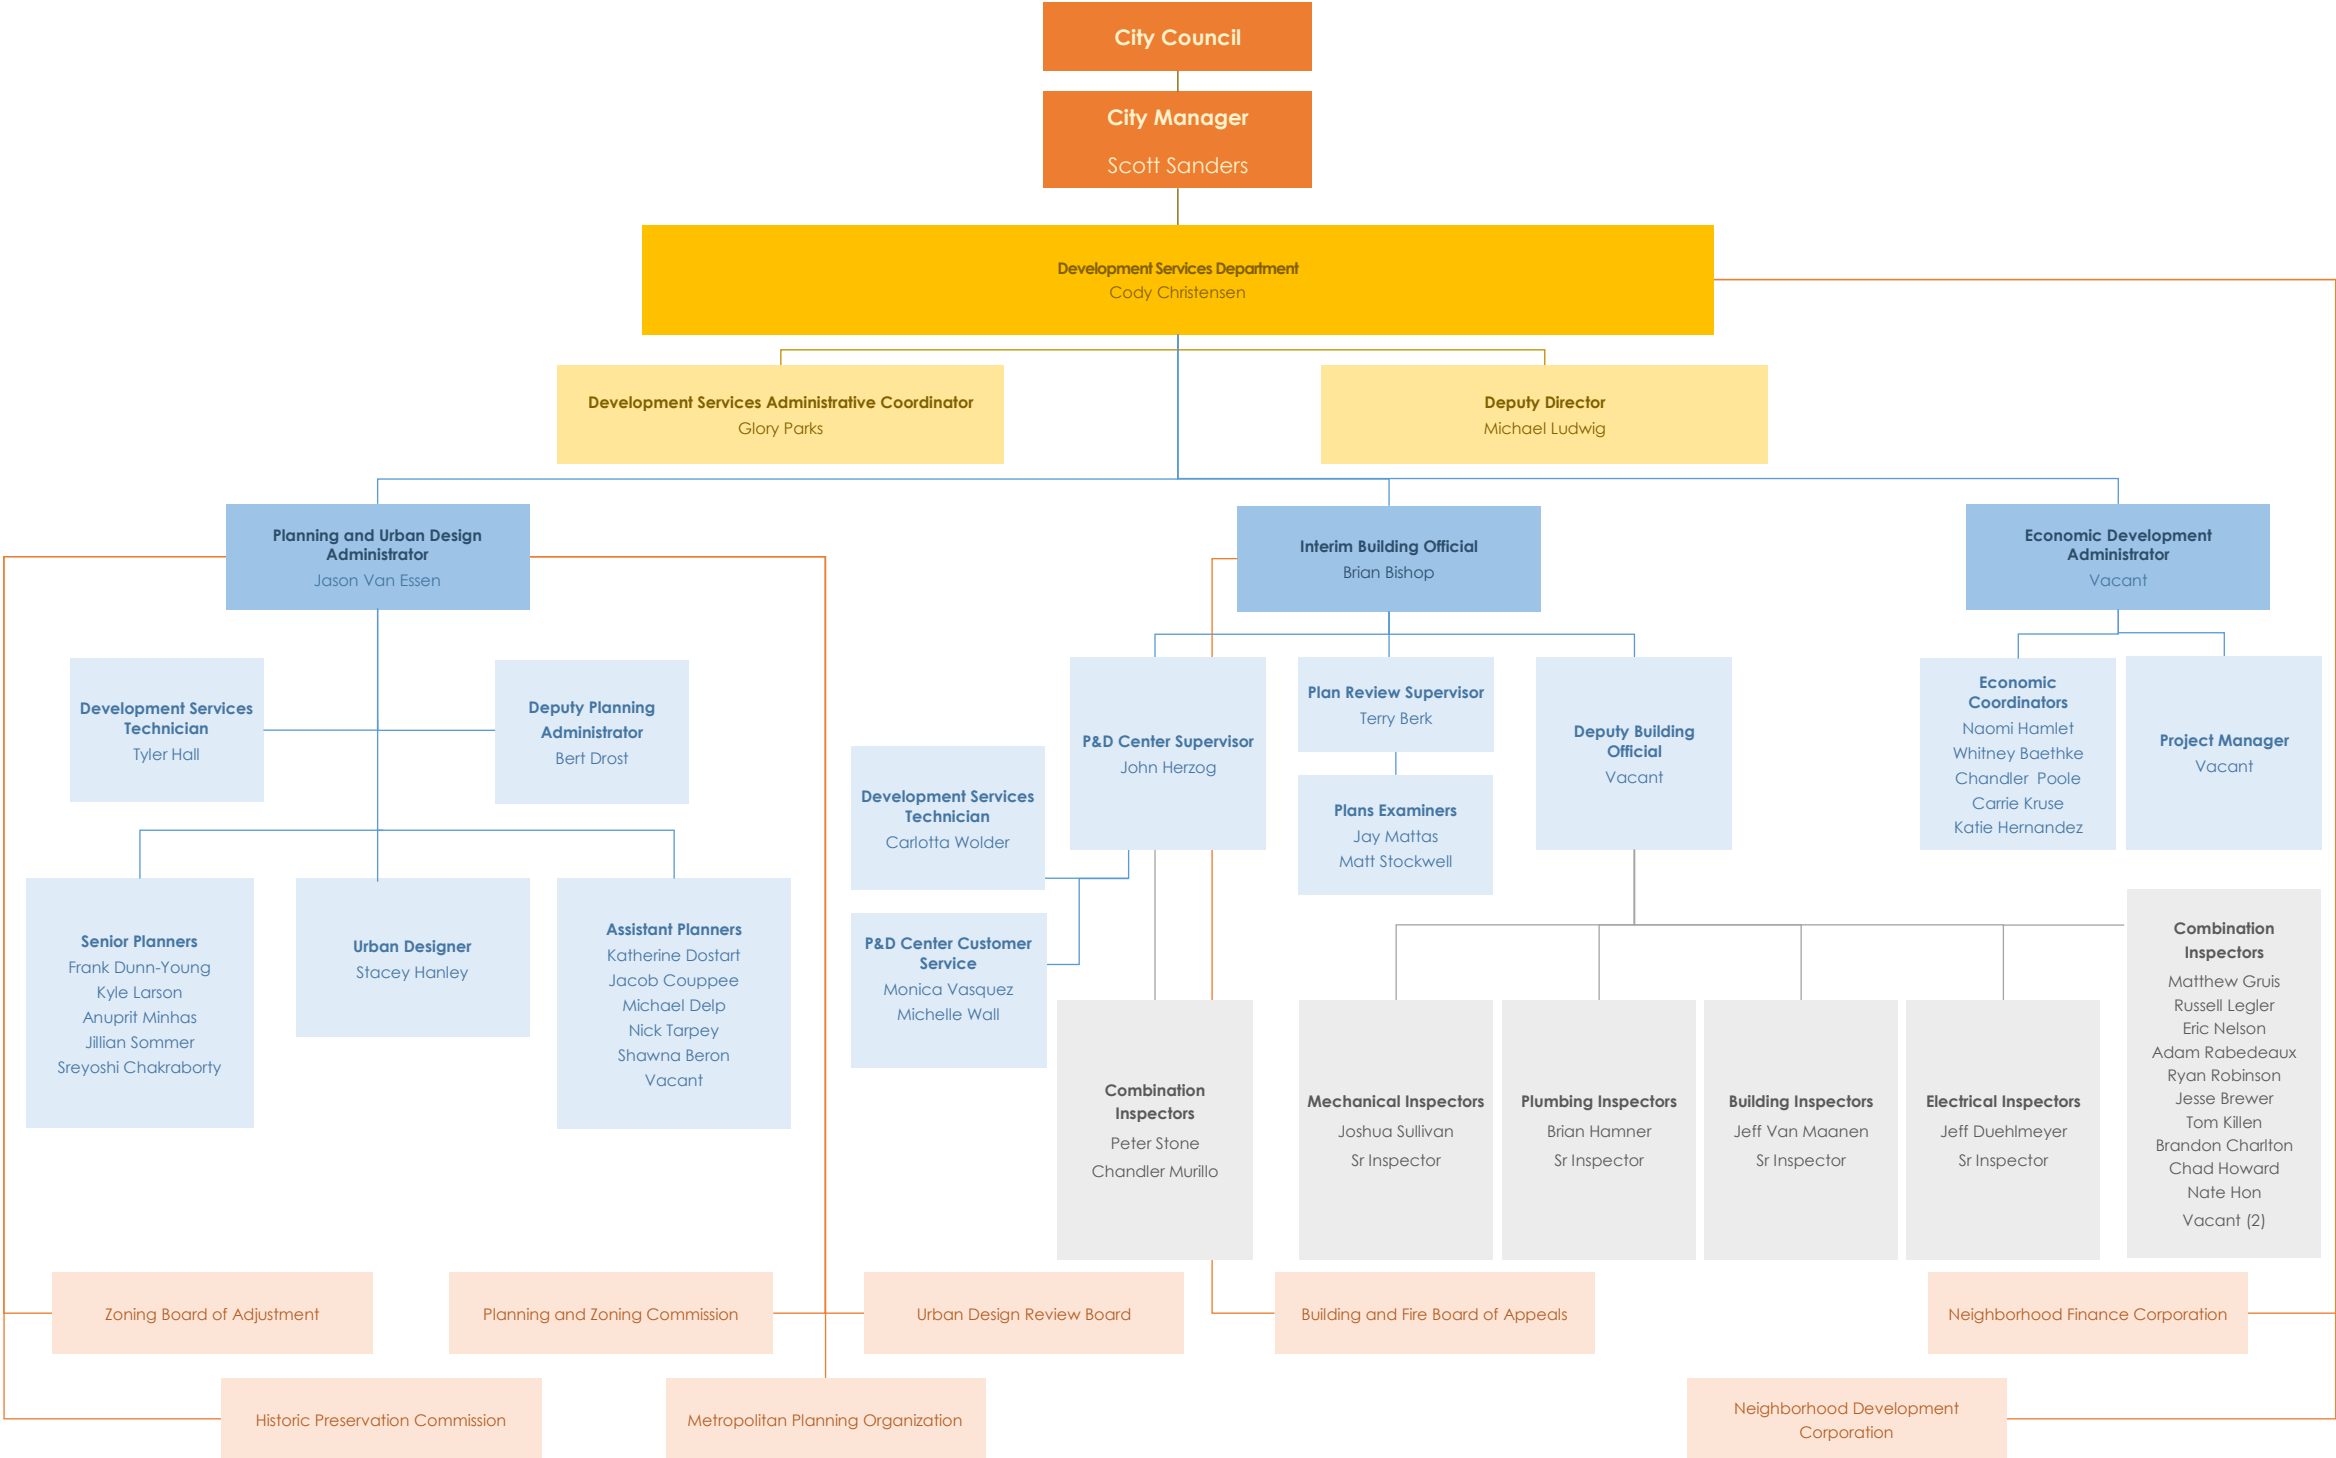 City Council
City Manager
Scott Sanders
Development Services Department
Cody Christensen
Development Services Administrative Coordinator
Glory Parks
Deputy Director
Michael Ludwig
Planning and Urban Design
Administrator
Jason Van Essen
Interim Building Official
Brian Bishop
Economic Development
Administrator
Vacant
Development Services
Technician
Tyler Hall
Deputy Planning
Administrator
Bert Drost
Senior Planners
Frank Dunn-Young
Kyle Larson
Anuprit Minhas
Jillian Sommer
Sreyoshi Chakraborty
Urban Designer
Stacey Hanley
Assistant Planners
Katherine Dostart
Jacob Couppee
Michael Delp
Nick Tarpey
Shawna Beron
Vacant
P&D Center Supervisor
John Herzog
Development Services
Technician
Carlotta Wolder
P&D Center Customer
Service
Monica Vasquez
Michelle Wall
Combination
Inspectors
Peter Stone
Chandler Murillo
Plan Review Supervisor
Terry Berk
Plans Examiners
Jay Mattas
Matt Stockwell
Deputy Building
Official
Vacant
Mechanical Inspectors
Joshua Sullivan
Sr Inspector
Plumbing Inspectors
Brian Hamner
Sr Inspector
Building Inspectors
Jeff Van Maanen
Sr Inspector
Electrical Inspectors
Jeff Duehlmeyer
Sr Inspector
Combination
Inspectors
Matthew Gruis
Russell Legler
Eric Nelson
Adam Rabedeaux
Ryan Robinson
Jesse Brewer
Tom Killen
Brandon Charlton
Chad Howard
Nate Hon
Vacant (2)
Economic
Coordinators
Naomi Hamlet
Whitney Baethke
Chandler Poole
Carrie Kruse
Katie Hernandez
Project Manager
Vacant
Zoning Board of Adjustment
Planning and Zoning Commission
Urban Design Review Board
Building and Fire Board of Appeals
Neighborhood Finance Corporation
Historic Preservation Commission
Metropolitan Planning Organization
Neighborhood Development
Corporation